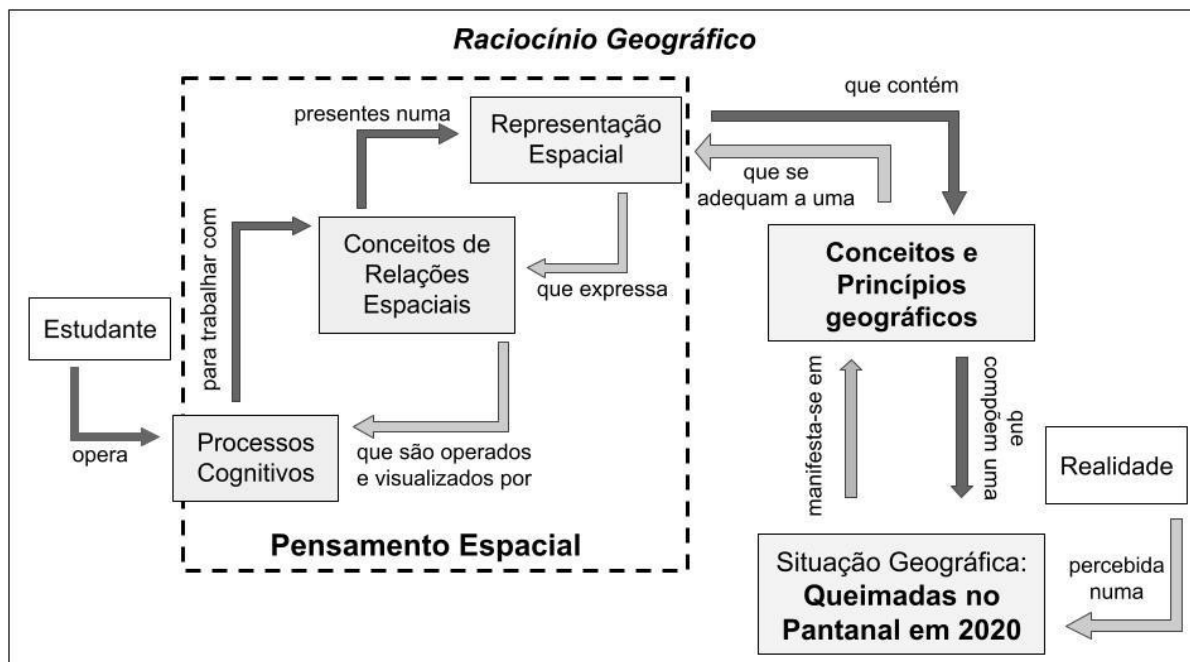 Raciocínio Geográfico
que contém
presentes numa
Representação
Espacial
que se
adequam a uma
para trabalhar com
Conceitos de
Relações
Espaciais
que expressa
Conceitos e
Princípios
geográficos
Estudante
opera
Processos
Cognitivos
que são operados
e visualizados por
manifesta-se em
que
compõem uma
Realidade
Pensamento Espacial
Situação Geográfica:
Queimadas no
Pantanal em 2020
percebida
numa